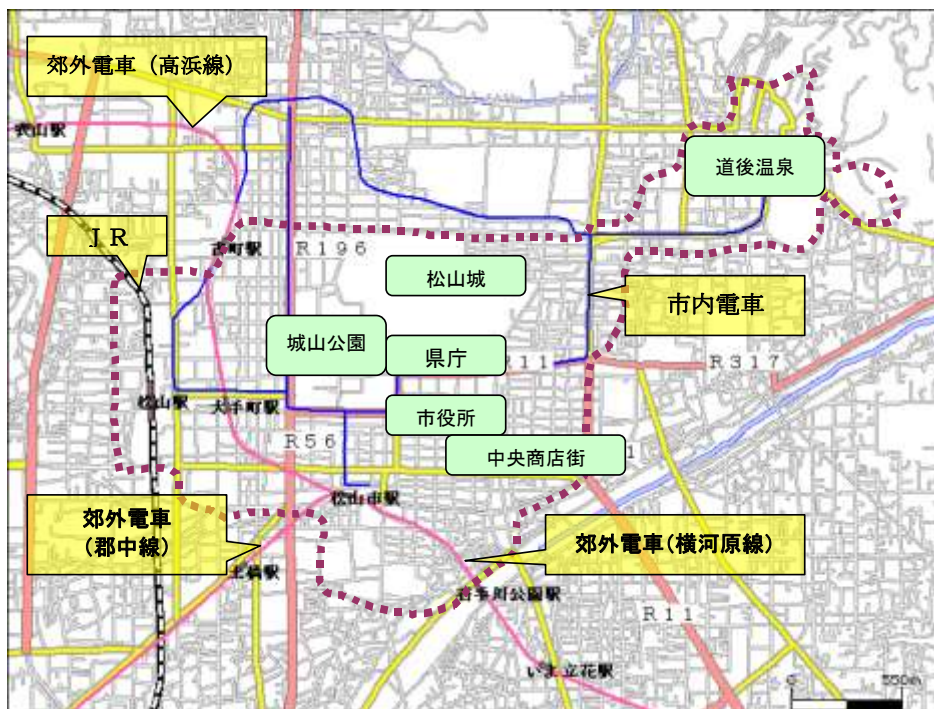 郊外電車（高浜線）
衣山駅
道後温泉
ＪＲ
古町駅
R196
松山城
市内電車
城山公園
県庁
11
R317
松山駅
大手町駅
市役所
R56
中央商店街
1
松山市駅
郊外電車
（郡中線）
郊外電車（横河原線）
土橋駅
石手川公園駅
R11
いよ立花駅
0
550m